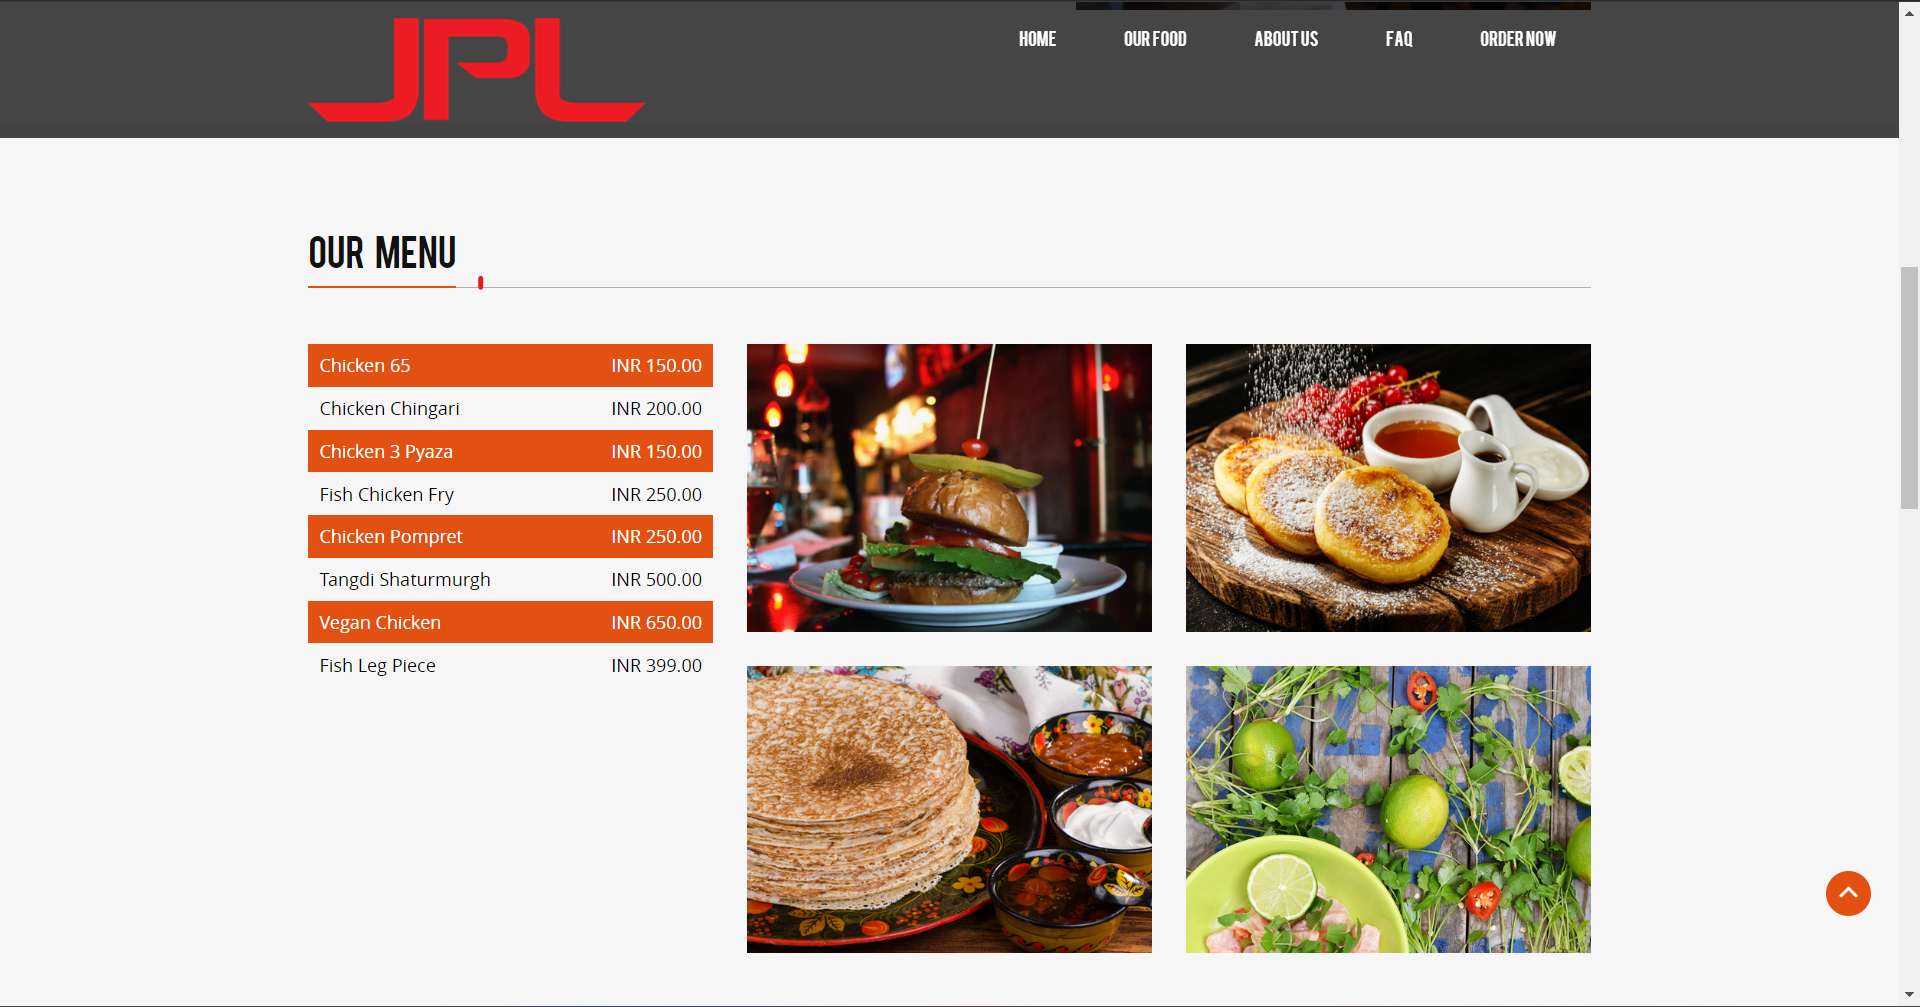 JPL
HOME OUR FOOD ABOUT US FAQ ORDER NOW
OUR MENU
Chicken 65 INR 150.00
Chicken Chingari INR 200.00
Chicken 3 Pyaza INR 150.00
Fish Chicken Fry INR 250.00
Chicken Pompret INR 250.00
Tangdi Shaturmurgh INR 500.00
Vegan Chicken INR 650.00
Fish Leg Piece INR 399.00